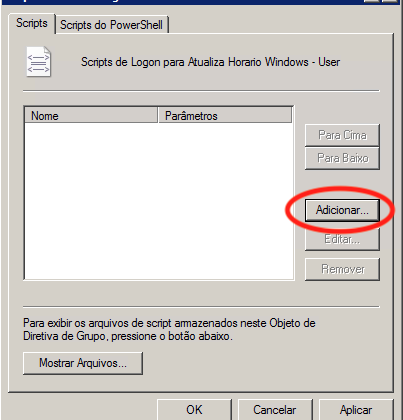 Scripts
Scripts do PowerShell
Scripts de Logon para Atualiza Horario Windows - User
Nome
Parâmetros
Para Cima
Para Baixo
Adicionar...
Editar...
Remover
Para exibir os arquivos de script armazenados neste Objeto de
Diretiva de Grupo, pressione o botão abaixo.
Mostrar Arquivos...
OK
Cancelar
Aplicar